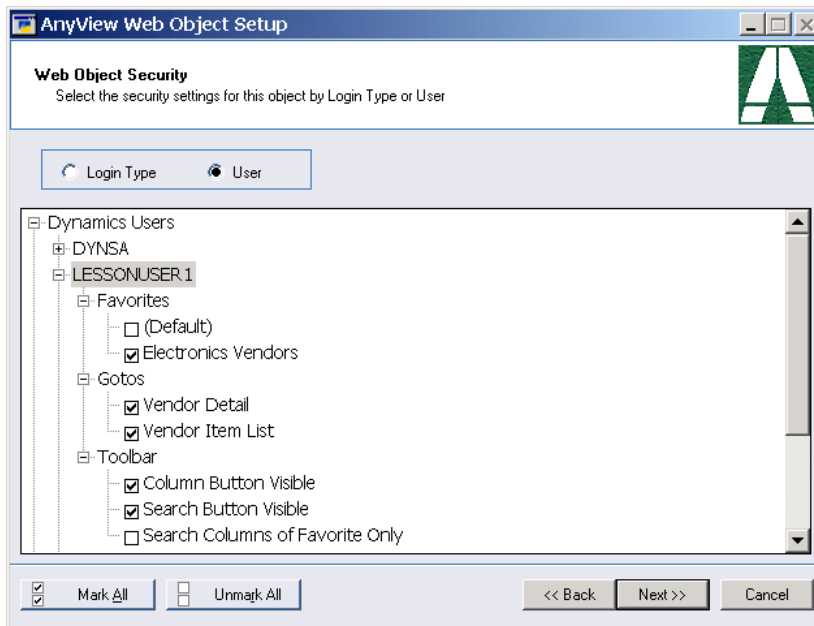 AnyView Web Object Setup
Web Object Security
Select the security settings for this object by Login Type or User
Login Type User
Dynamics Users
DYNSA
LESSONUSER1
Favorites
(Default)
Electronics Vendors
Gotos
Vendor Detail
Vendor Item List
Toolbar
Column Button Visible
Search Button Visible
Search Columns of Favorite Only
Mark All Unmark All << Back Next >> Cancel